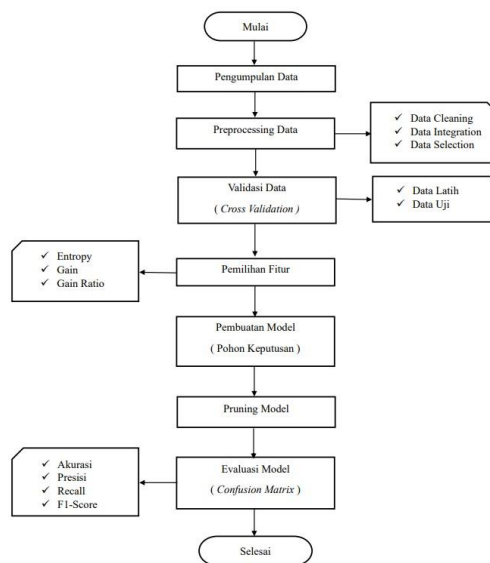 Mulai
Pengumpulan Data
Preprocessing Data
✓ Data Cleaning
✓ Data Integration
✓ Data Selection
Validasi Data
( Cross Validation )
✓ Data Latih
✓ Data Uji
Pemilihan Fitur
✓ Entropy
✓ Gain
✓ Gain Ratio
Pembuatan Model
( Pohon Keputusan )
Pruning Model
Evaluasi Model
( Confusion Matrix )
✓ Akurasi
✓ Presisi
✓ Recall
✓ F1-Score
Selesai